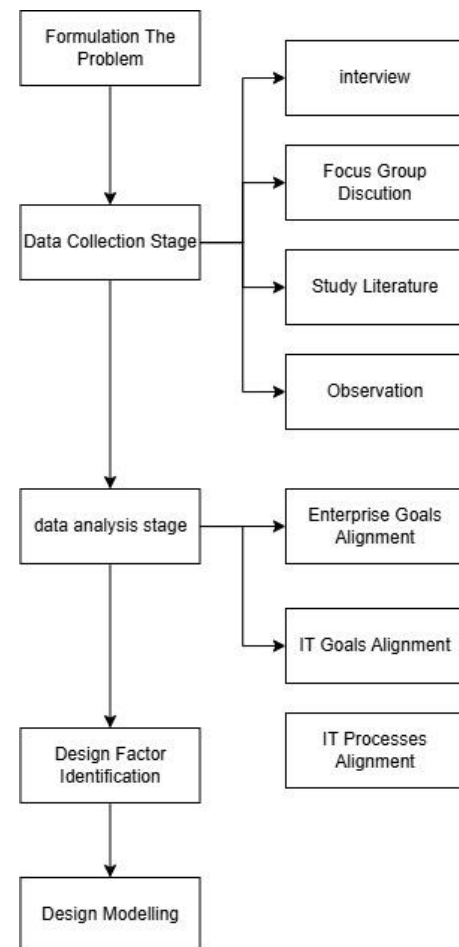 Formulation The
Problem
interview
Focus Group
Discution
Data Collection Stage
Study Literature
Observation
data analysis stage
Enterprise Goals
Alignment
IT Goals Alignment
IT Processes
Alignment
Design Factor
Identification
Design Modelling